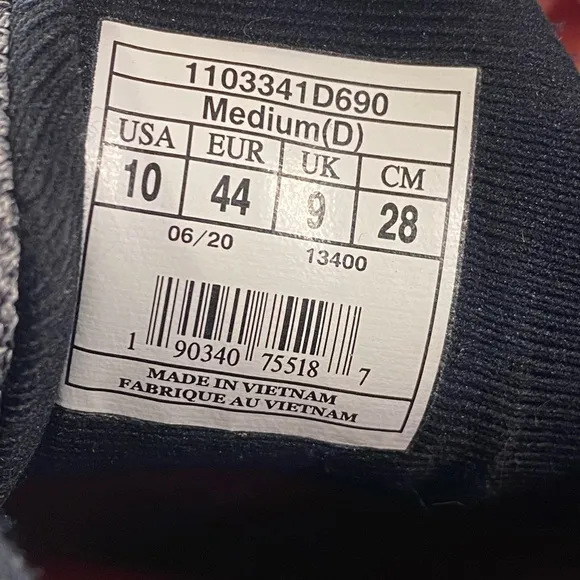 1103341D690
Medium(D)
USA EUR UK CM
10 44 9 28
06/20 13400
1 90340 75518 7
MADE IN VIETNAM
FABRIQUE AU VIETNAM